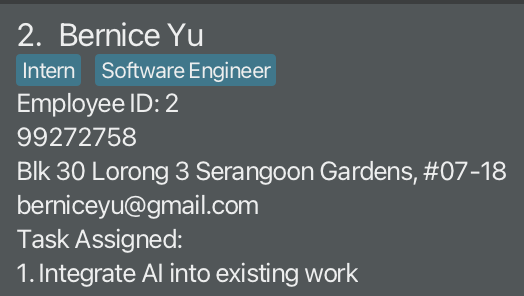 2. Bernice Yu
Intern Software Engineer
Employee ID: 2
99272758
Blk 30 Lorong 3 Serangoon Gardens, #07-18
berniceyu@gmail.com
Task Assigned:
1. Integrate AI into existing work